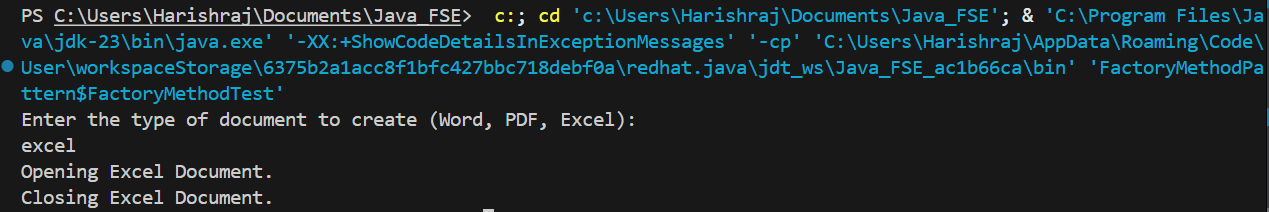 PS C:\Users\Harishraj\Documents\Java_FSE>  c:; cd 'c:\Users\Harishraj\Documents\Java_FSE'; & 'C:\Program Files\Ja
va\jdk-23\bin\java.exe' '-XX:+ShowCodeDetailsInExceptionMessages' '-cp' 'C:\Users\Harishraj\AppData\Roaming\Code\
User\workspaceStorage\6375b2a1acc8f1bfc427bbc718debf0a\redhat.java\jdt_ws\Java_FSE_ac1b66ca\bin' 'FactoryMethodPa
ttern$FactoryMethodTest'
Enter the type of document to create (Word, PDF, Excel):
excel
Opening Excel Document.
Closing Excel Document.